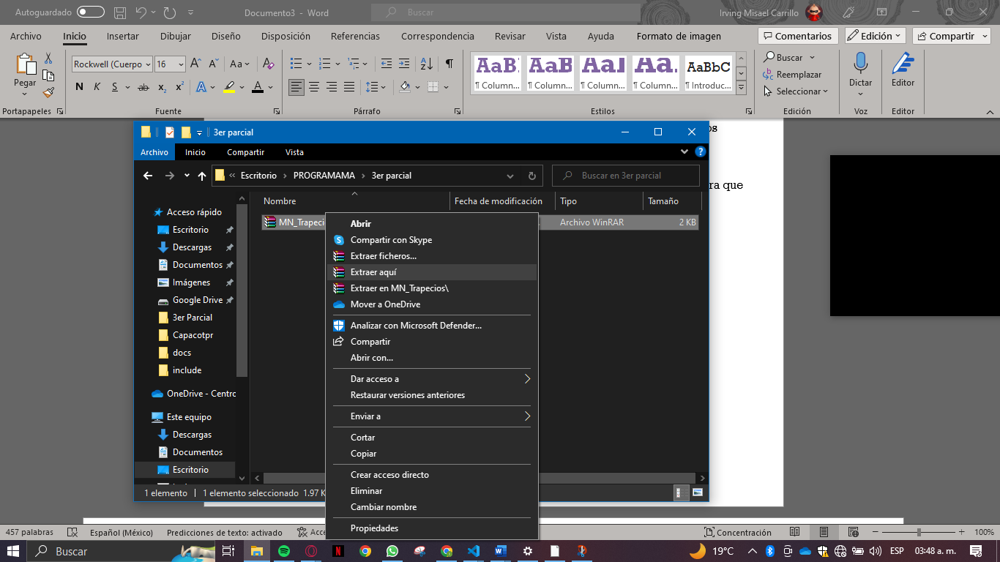 Autoguardado
Documento3 - Word
Buscar
Irving Misael Carrillo
Archivo Inicio Insertar Dibujar Diseño Disposición Referencias Correspondencia Revisar Vista Ayuda Formato de imagen
Comentarios Edición Compartir
Pegar
Rockwell (Cuerpo 16
Aa
N K S ab x₂ x² A A
AaB AaB AaI Aa. AaBbC
¶ Column... ¶ Column... ¶ Column... ¶ Column... ¶ Introduc...
Buscar
Reemplazar
Seleccionar
Dictar
Editor
Portapapeles Fuente Párrafo Estilos Edición Voz Editor
os
ra que
3er parcial
Archivo Inicio Compartir Vista
« Escritorio > PROGRAMAMA > 3er parcial
Buscar en 3er parcial
Nombre Fecha de modificación Tipo Tamaño
MN_Trapeci Archivo WinRAR 2 KB
Acceso rápido
Escritorio
Descargas
Documentos
Imágenes
Google Drive
3er Parcial
Capacotpr
docs
include
OneDrive - Centro
Este equipo
Descargas
Documentos
Escritorio
Abrir
Compartir con Skype
Extraer ficheros...
Extraer aquí
Extraer en MN_Trapecios\
Mover a OneDrive
Analizar con Microsoft Defender...
Compartir
Abrir con...
Dar acceso a
Restaurar versiones anteriores
Enviar a
Cortar
Copiar
Crear acceso directo
Eliminar
Cambiar nombre
Propiedades
1 elemento 1 elemento seleccionado 1.97 K
457 palabras Español (México) Predicciones de texto: activado Acce
Concentración 100%
Buscar
19°C ESP 03:48 a. m.